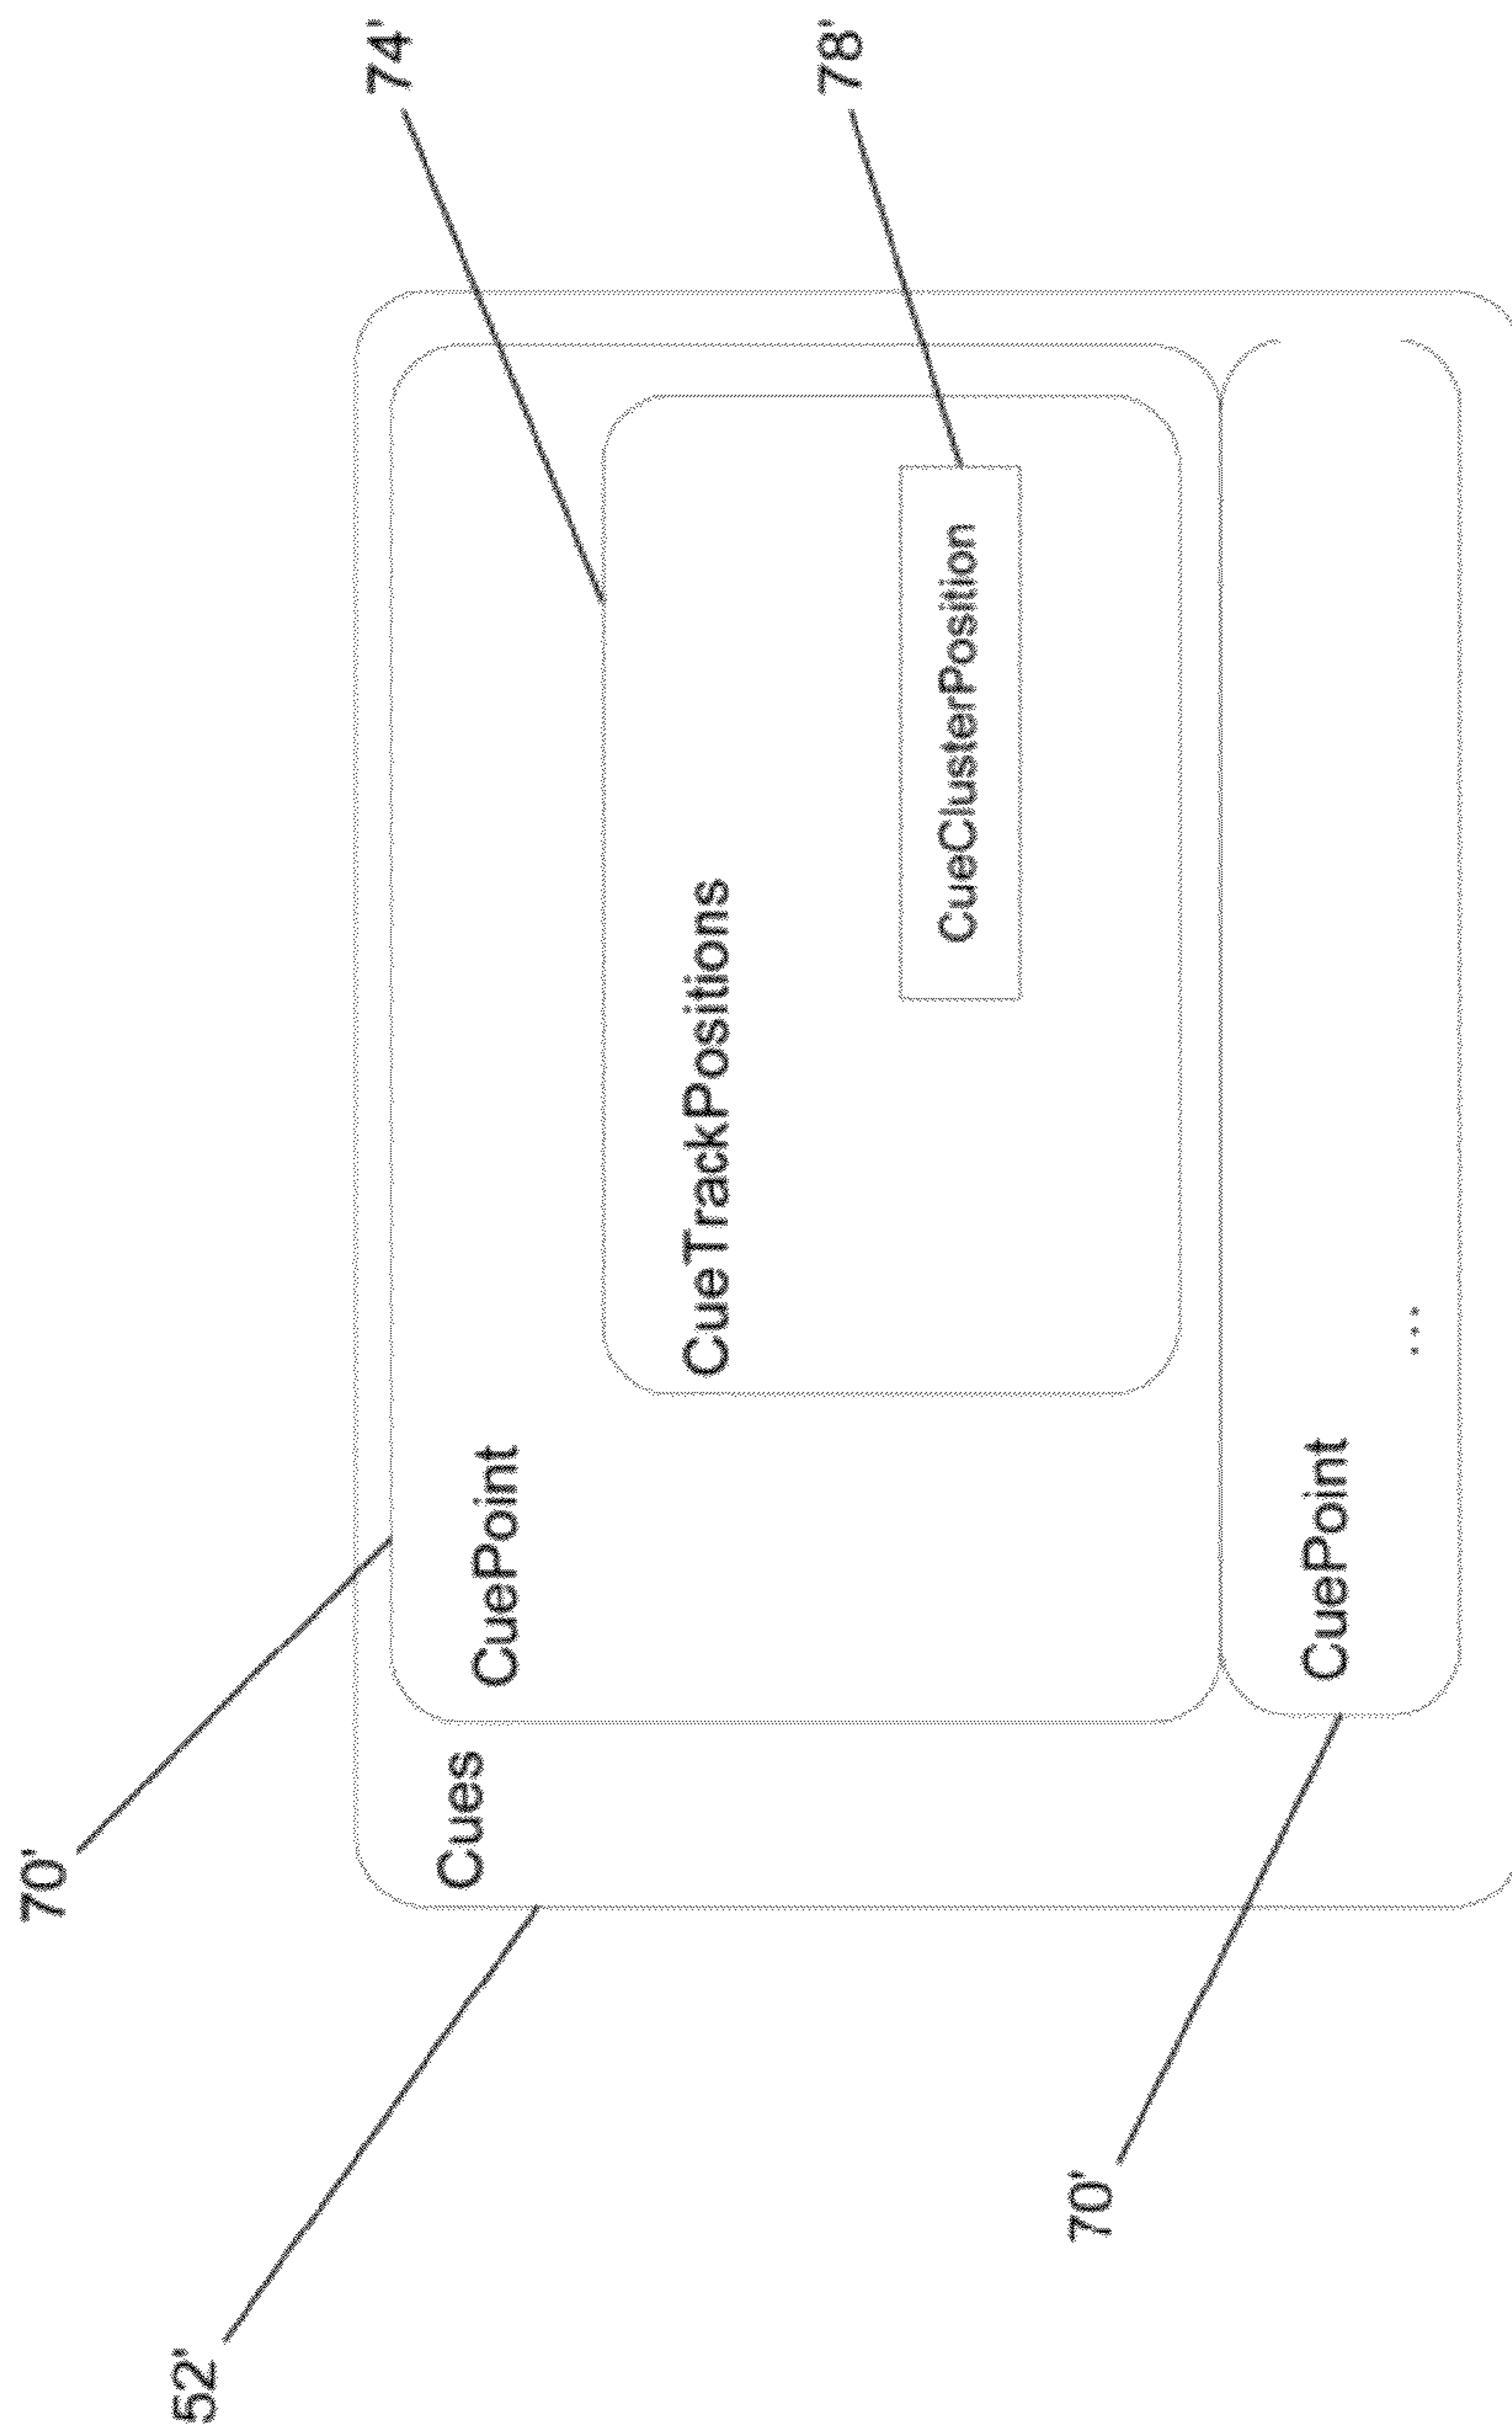 70'
52'
74'
Cues
CuePoint
CueTrackPositions
78'
CueClusterPosition
70'
CuePoint
...